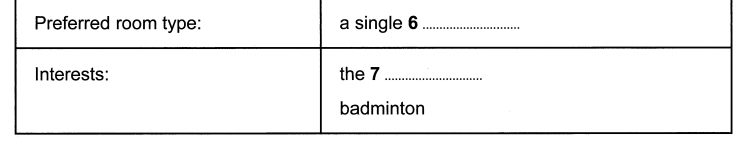 Preferred room type: a single 6 ............................
Interests: the 7 ............................
badminton